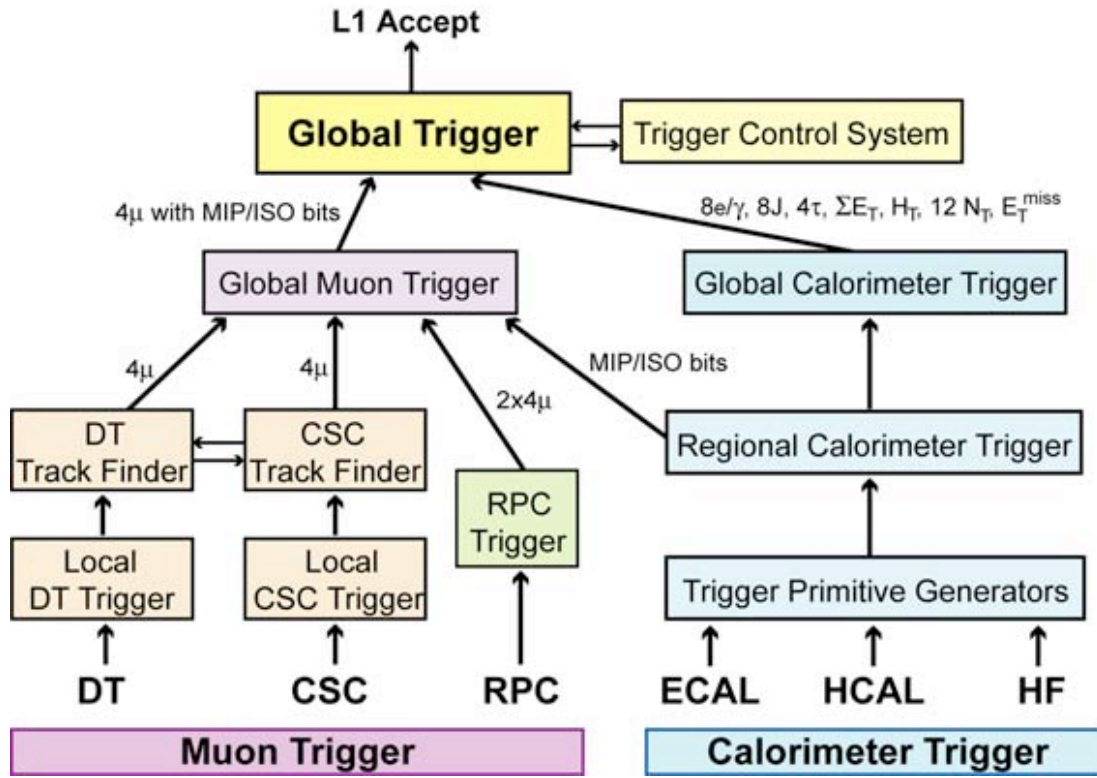 L1 Accept
Global Trigger
Trigger Control System
4μ with MIP/ISO bits
8e/γ, 8J, 4τ, ΣE_T, H_T, 12 N_T, E_T^miss
Global Muon Trigger
Global Calorimeter Trigger
4μ
4μ
2x4μ
MIP/ISO bits
DT
Track Finder
CSC
Track Finder
Regional Calorimeter Trigger
RPC
Trigger
Local
DT Trigger
Local
CSC Trigger
Trigger Primitive Generators
DT
CSC
RPC
ECAL
HCAL
HF
Muon Trigger
Calorimeter Trigger